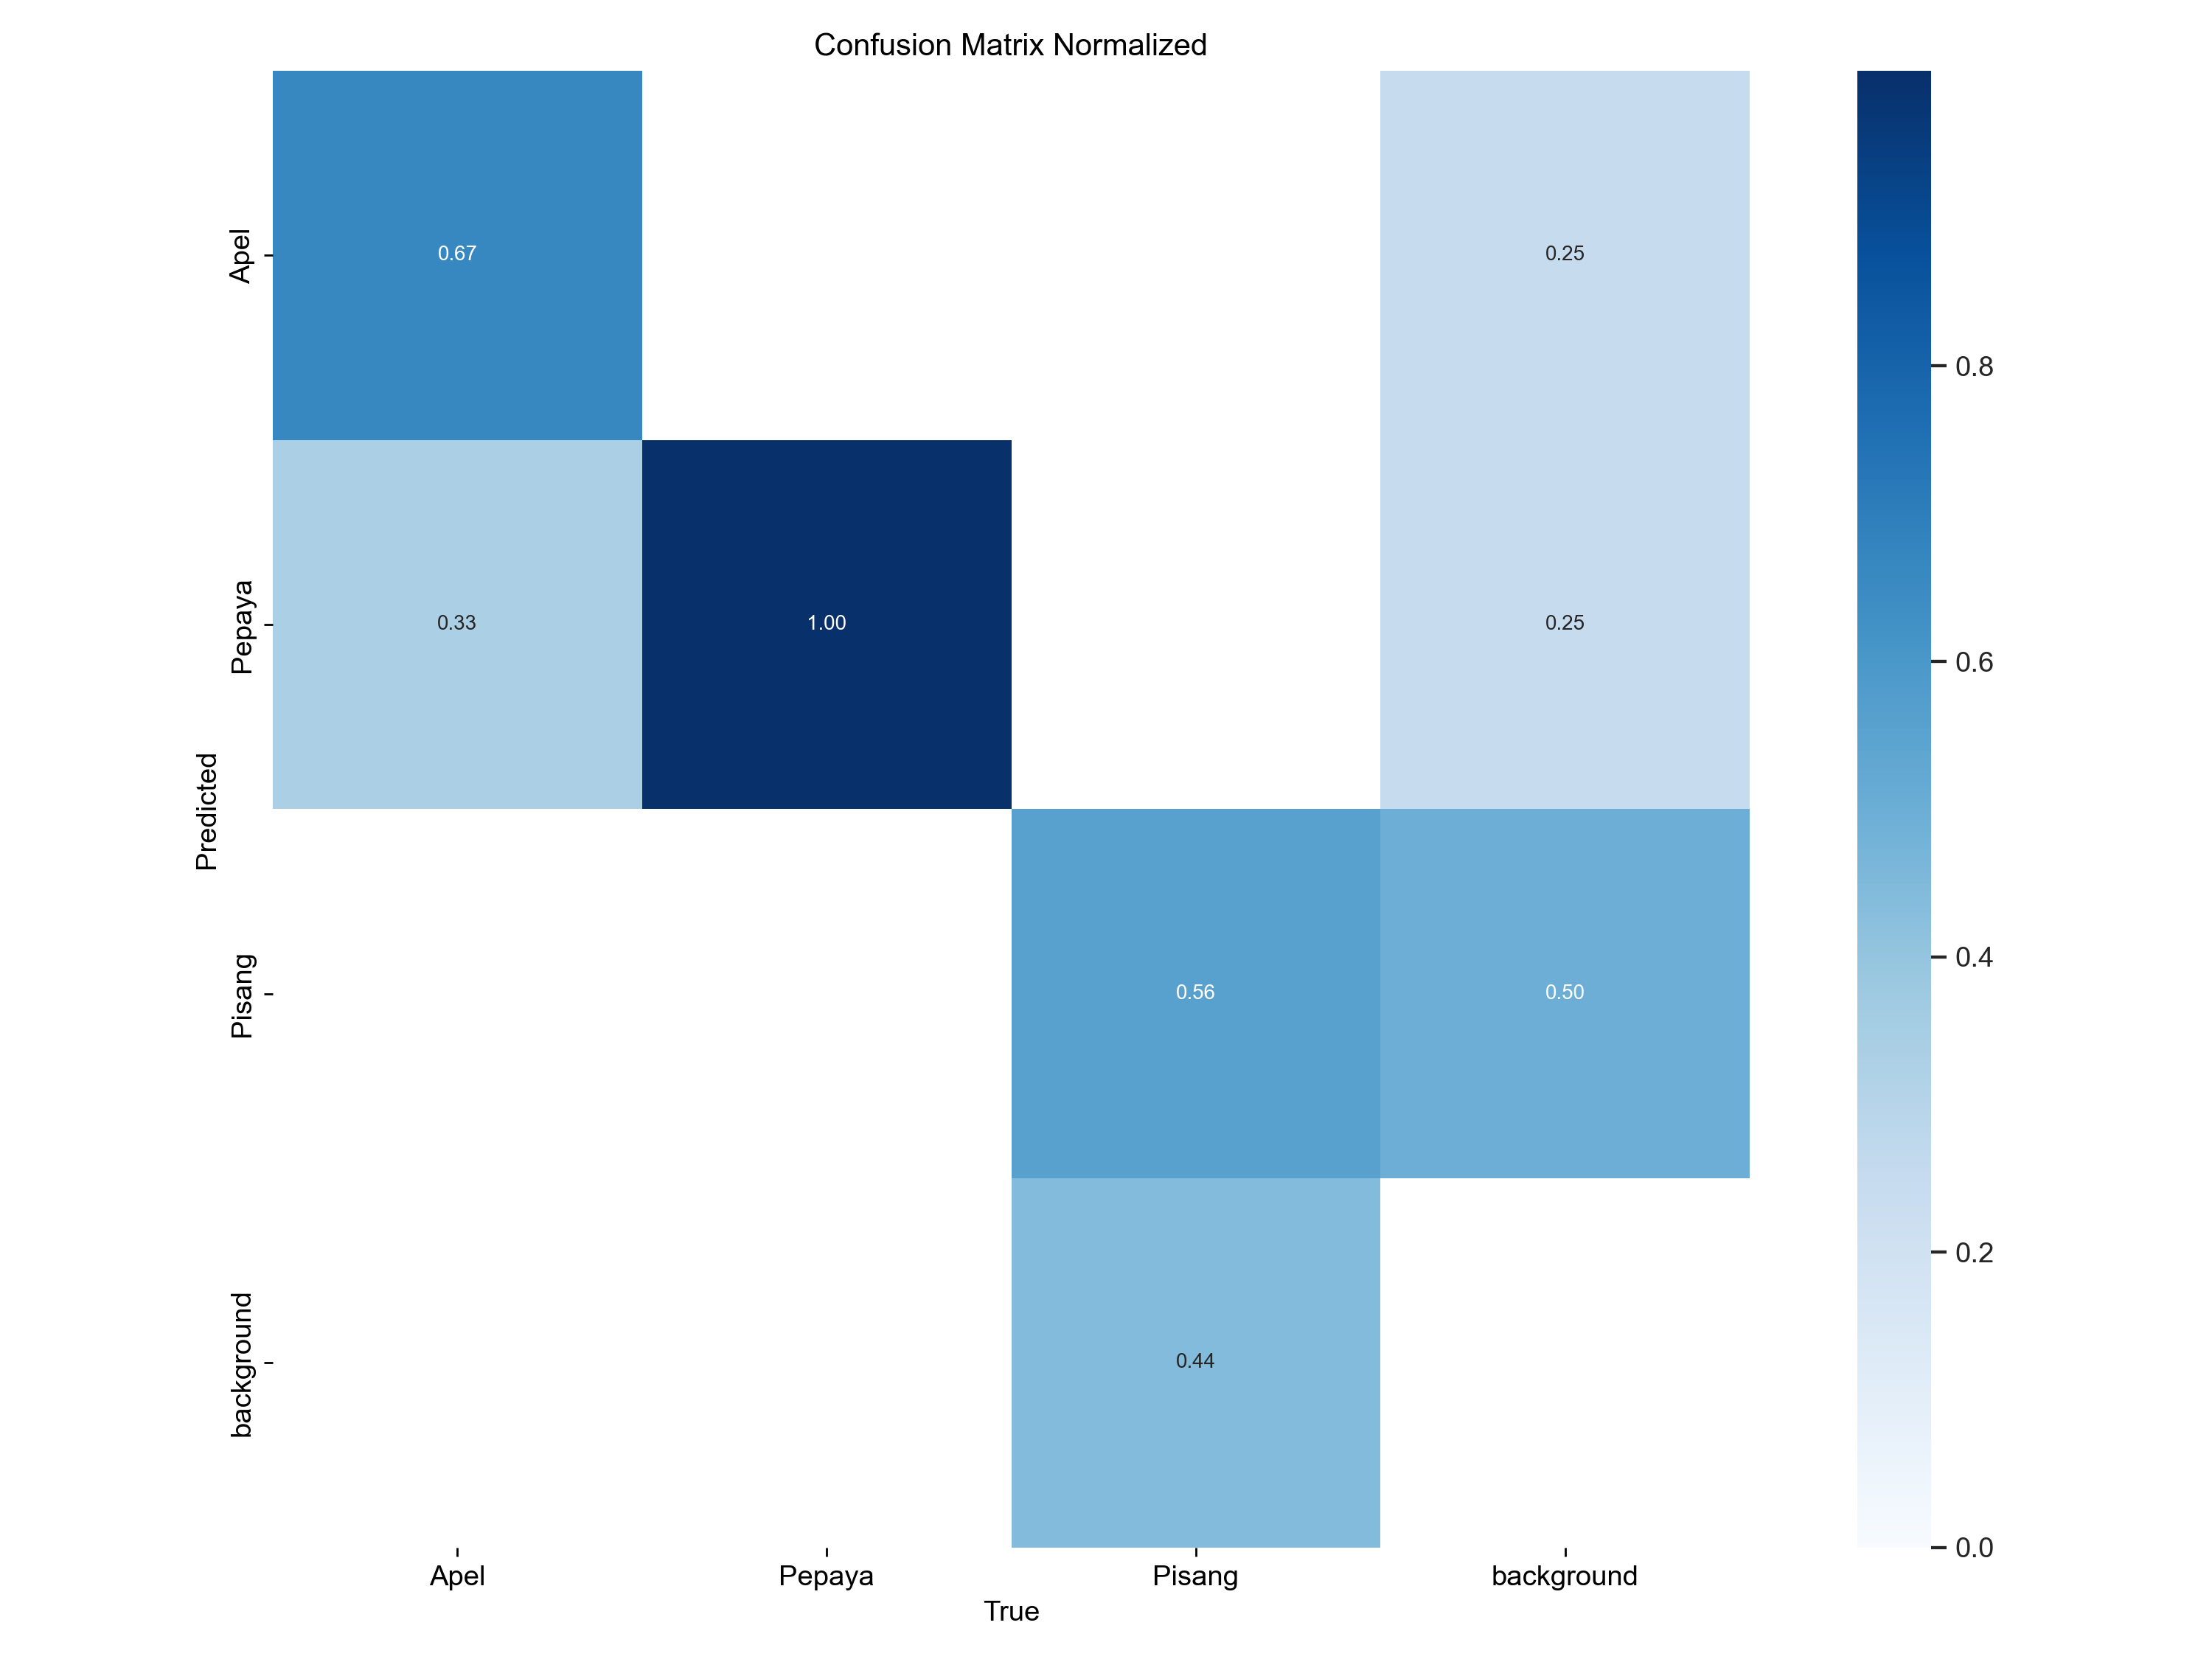 Confusion Matrix Normalized
Apel
0.67
0.25
Pepaya
0.33
1.00
0.25
Predicted
Pisang
0.56
0.50
background
0.44
Apel
Pepaya
Pisang
background
True
0.8
0.6
0.4
0.2
0.0